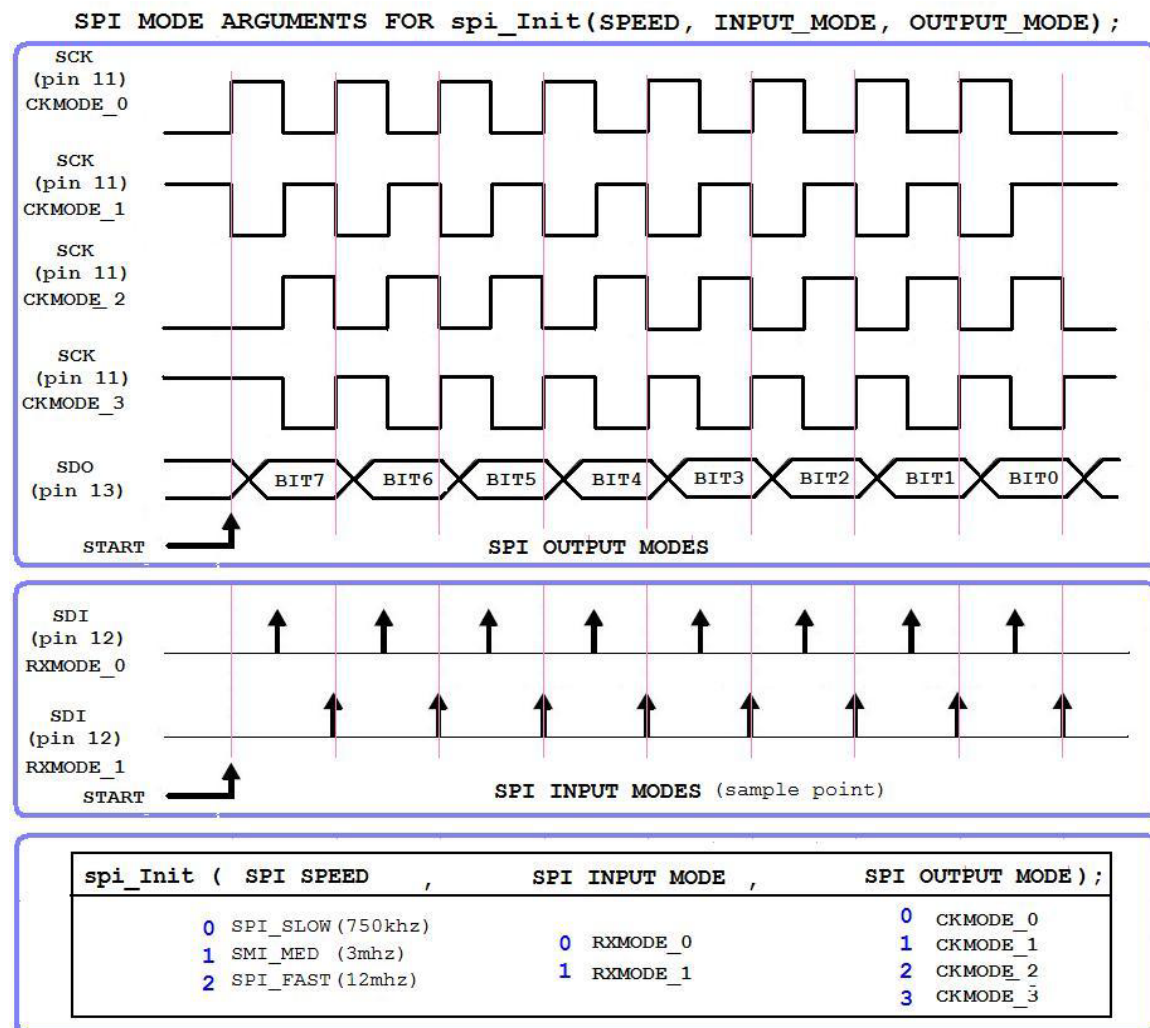 SPI MODE ARGUMENTS FOR spi_Init(SPEED, INPUT_MODE, OUTPUT_MODE);
SCK
(pin 11)
CKMODE_0
SCK
(pin 11)
CKMODE_1
SCK
(pin 11)
CKMODE_2
SCK
(pin 11)
CKMODE_3
SDO
(pin 13)
BIT7 BIT6 BIT5 BIT4 BIT3 BIT2 BIT1 BIT0
START
SPI OUTPUT MODES
SDI
(pin 12)
RXMODE_0
SDI
(pin 12)
RXMODE_1
START
SPI INPUT MODES (sample point)
spi_Init ( SPI SPEED , SPI INPUT MODE , SPI OUTPUT MODE);
0 SPI_SLOW(750khz)
1 SMI_MED (3mhz)
2 SPI_FAST(12mhz)
0 RXMODE_0
1 RXMODE_1
0 CKMODE_0
1 CKMODE_1
2 CKMODE_2
3 CKMODE_3